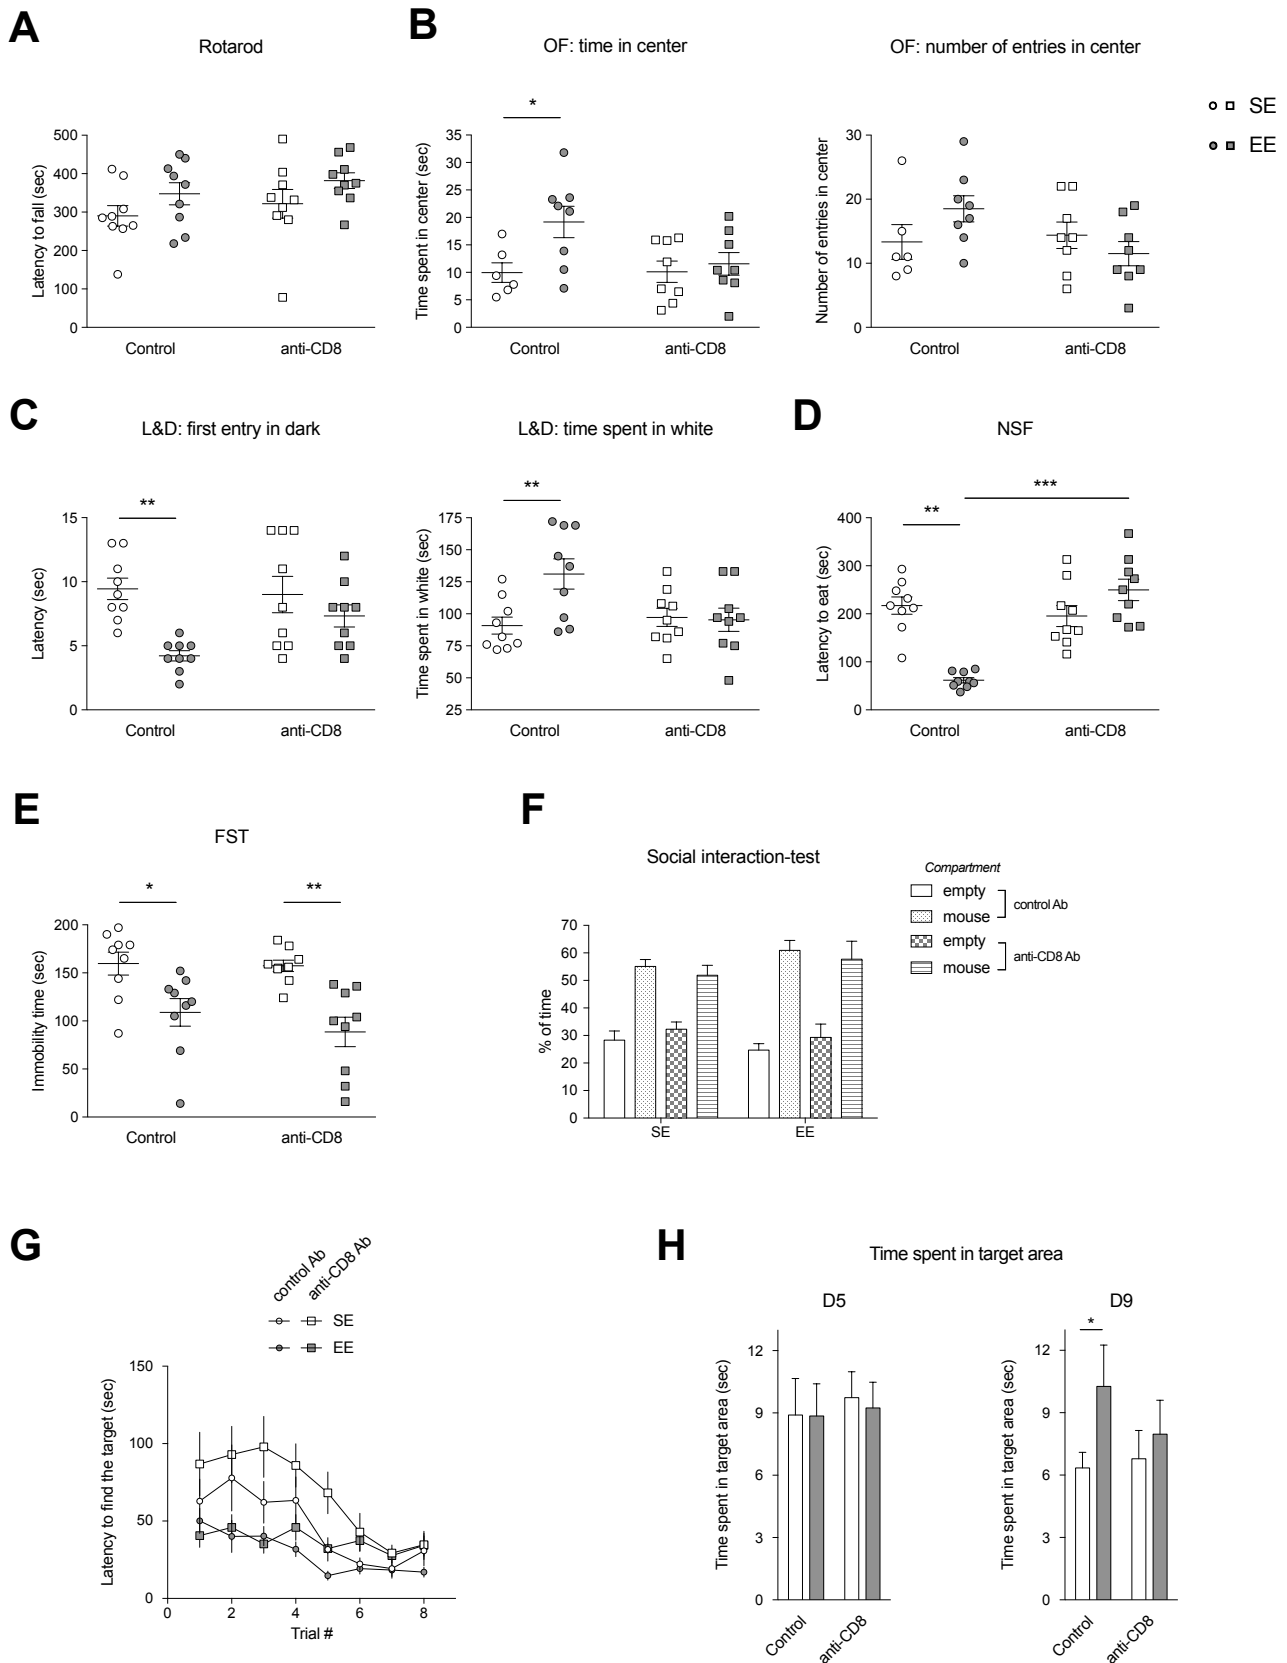 A
Rotarod
Latency to fall (sec)
500
400
300
200
100
0
Control
anti-CD8
B
OF: time in center
*
Time spent in center (sec)
35
30
25
20
15
10
5
0
Control
anti-CD8
OF: number of entries in center
Number of entries in center
30
20
10
0
Control
anti-CD8
SE
EE
C
L&D: first entry in dark
**
Latency (sec)
15
10
5
0
Control
anti-CD8
L&D: time spent in white
**
Time spent in white (sec)
175
150
125
100
75
50
25
Control
anti-CD8
D
NSF
***
**
Latency to eat (sec)
400
300
200
100
0
Control
anti-CD8
E
FST
*
**
Immobility time (sec)
200
150
100
50
0
Control
anti-CD8
F
Social interaction-test
% of time
70
60
50
40
30
20
10
0
SE
EE
Compartment
empty
mouse
control Ab
empty
mouse
anti-CD8 Ab
G
control Ab
anti-CD8 Ab
SE
EE
Latency to find the target (sec)
150
100
50
0
0
2
4
6
8
Trial #
H
Time spent in target area
D5
Time spent in target area (sec)
12
9
6
3
0
Control
anti-CD8
D9
*
Time spent in target area (sec)
12
9
6
3
0
Control
anti-CD8